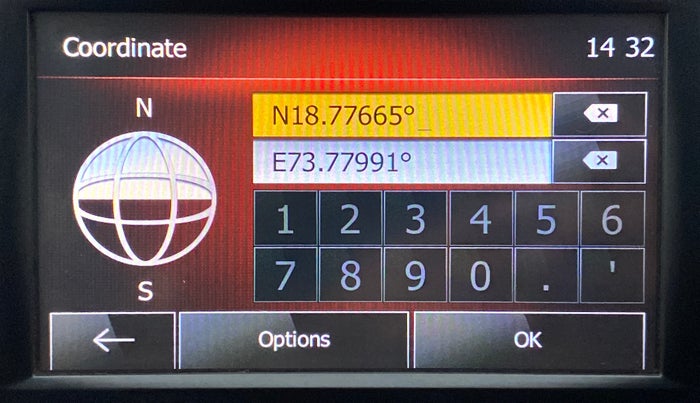 Coordinate 14 32
N
N18.77665°_
E73.77991°
1 2 3 4 5 6
7 8 9 0 . '
S
Options OK